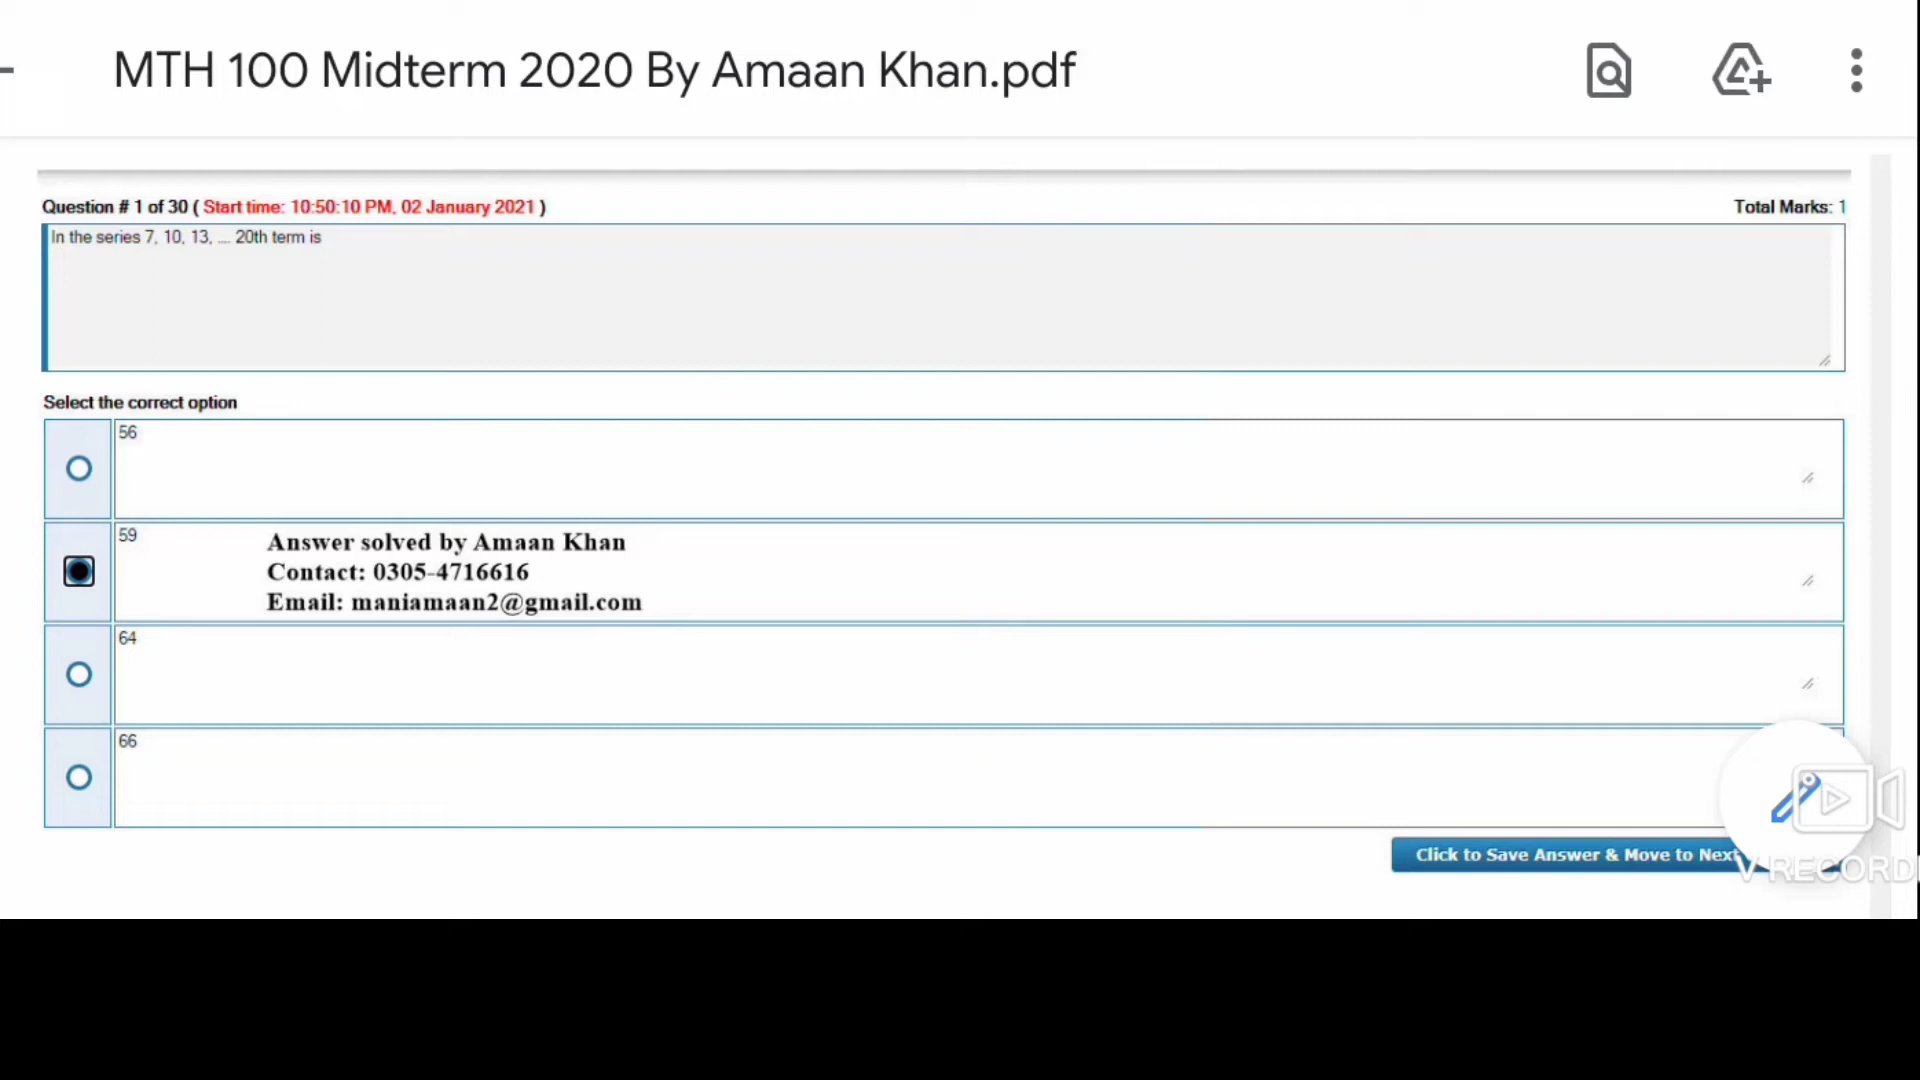 MTH 100 Midterm 2020 By Amaan Khan.pdf
Question # 1 of 30 ( Start time: 10:50:10 PM, 02 January 2021 )
Total Marks: 1
In the series 7, 10, 13, ... 20th term is
Select the correct option
56
59
Answer solved by Amaan Khan
Contact: 0305-4716616
Email: maniamaan2@gmail.com
64
66
Click to Save Answer & Move to Next
V RECORD